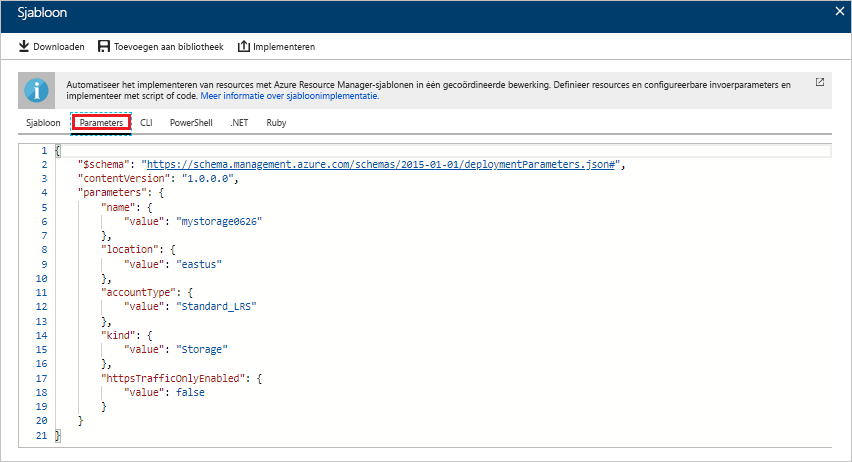 Sjabloon
Downloaden Toevoegen aan bibliotheek Implementeren
Automatiseer het implementeren van resources met Azure Resource Manager-sjablonen in één gecoördineerde bewerking. Definieer resources en configureerbare invoerparameters en
implementeer met script of code. Meer informatie over sjabloonimplementatie.
Sjabloon Parameters CLI PowerShell .NET Ruby
1 {
2 "$schema": "https://schema.management.azure.com/schemas/2015-01-01/deploymentParameters.json#",
3 "contentVersion": "1.0.0.0",
4 "parameters": {
5 "name": {
6 "value": "mystorage0626"
7 },
8 "location": {
9 "value": "eastus"
10 },
11 "accountType": {
12 "value": "Standard_LRS"
13 },
14 "kind": {
15 "value": "Storage"
16 },
17 "httpsTrafficOnlyEnabled": {
18 "value": false
19 }
20 }
21 }